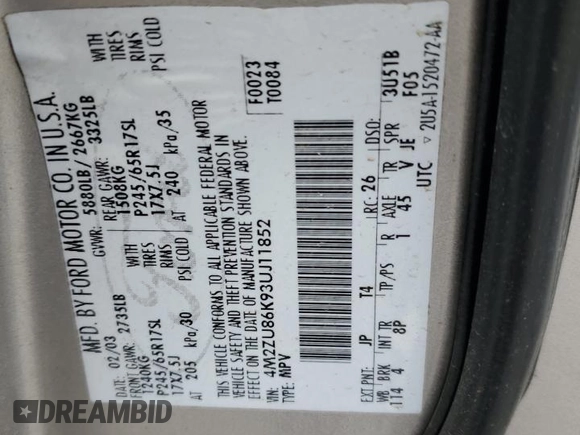 MFD. BY FORD MOTOR CO. IN U.S.A.
DATE: 02/03 GVWR: 5880LB / 2667KG
FRONT GAWR: 2735LB REAR GAWR: 3325LB
1240KG WITH 1508KG WITH
P245/65R17SL TIRES P245/65R17SL TIRES
17X7.5J RIMS 17X7.5J RIMS
AT 205 kPa/30 PSI COLD AT 240 kPa/35 PSI COLD
THIS VEHICLE CONFORMS TO ALL APPLICABLE FEDERAL MOTOR
VEHICLE SAFETY AND THEFT PREVENTION STANDARDS IN
EFFECT ON THE DATE OF MANUFACTURE SHOWN ABOVE.
VIN: 4M2ZU86K93UJ11852 F0023
TYPE: MPV T0084
EXT PNT: JP T4 RC: 26 DSO:
WB BRK INT TR TP/PS R AXLE TR SPR 3U51B
114 4 8P 1 45 V JE F05
UTC 2U5A-1520472-AA
DREAMBID